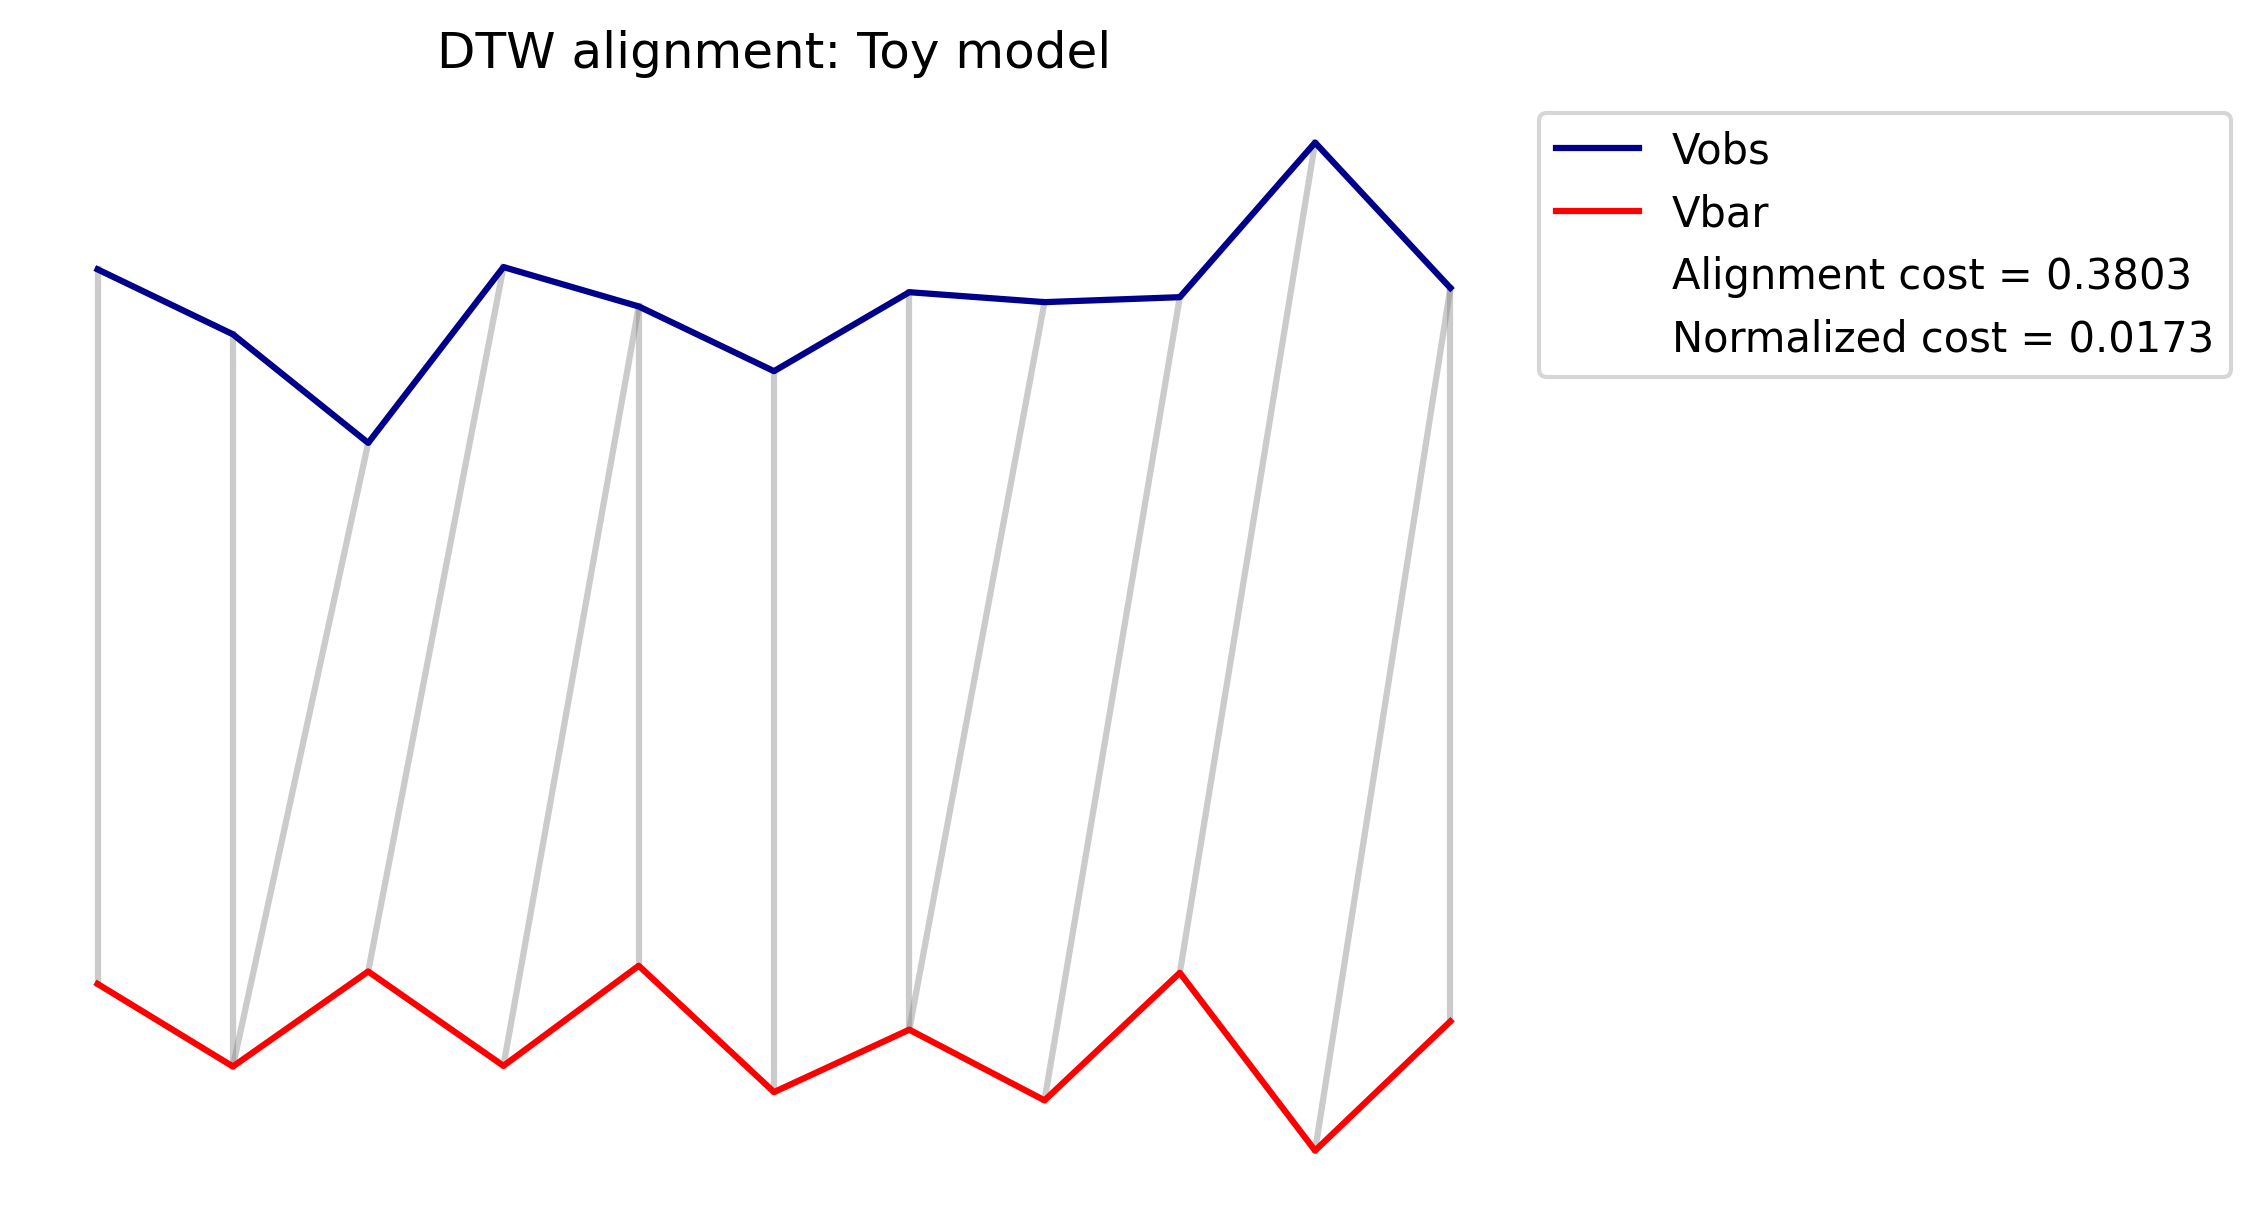 DTW alignment: Toy model
Vobs
Vbar
Alignment cost = 0.3803
Normalized cost = 0.0173